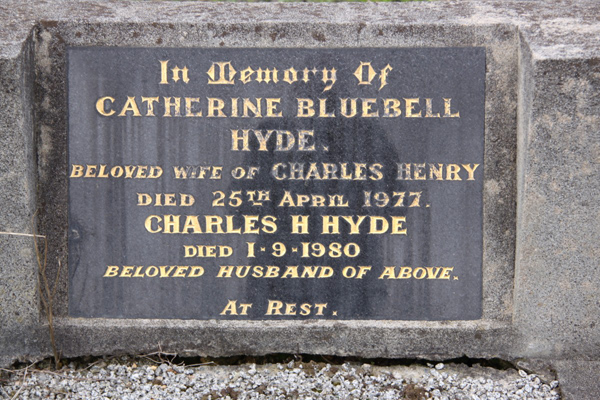 In Memory Of
CATHERINE BLUEBELL
HYDE.
BELOVED WIFE OF CHARLES HENRY
DIED 25TH APRIL 1977.
CHARLES H HYDE
DIED 1-9-1980
BELOVED HUSBAND OF ABOVE.
AT REST.